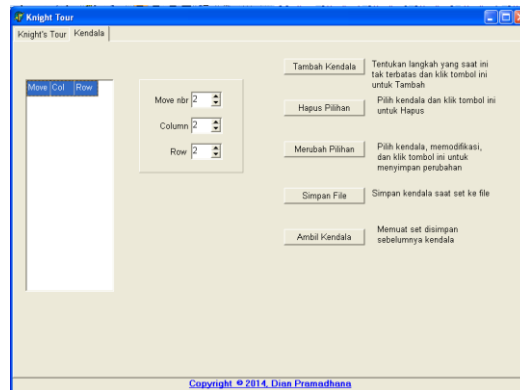 Knight Tour
Knight's Tour Kendala
Move Col Row
Move nbr 2
Column 2
Row 2
Tambah Kendala
Tentukan langkah yang saat ini
tak terbatas dan klik tombol ini
untuk Tambah
Hapus Pilihan
Pilih kendala dan klik tombol ini
untuk Hapus
Merubah Pilihan
Pilih kendala, memodifikasi,
dan klik tombol ini untuk
menyimpan perubahan
Simpan File
Simpan kendala saat set ke file
Ambil Kendala
Memuat set disimpan
sebelumnya kendala
Copyright © 2014, Dian Pramadhana